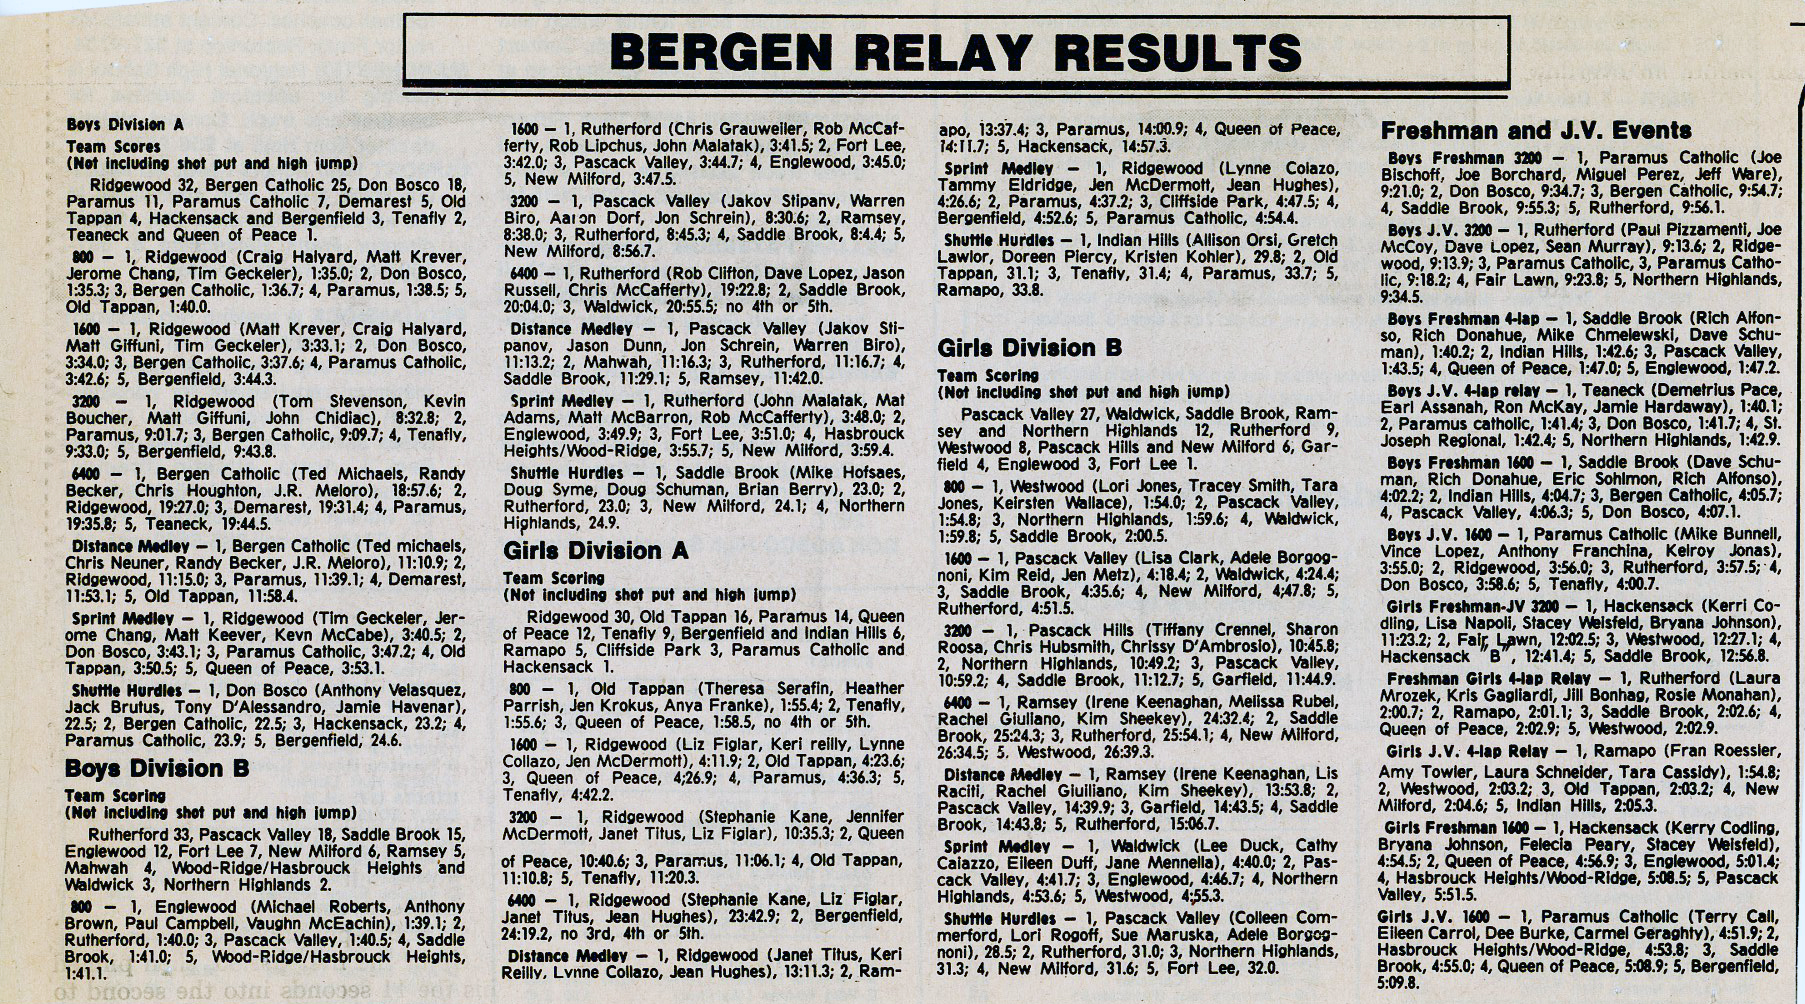 BERGEN RELAY RESULTS
Boys Division A
Team Scores
(Not including shot put and high jump)
Ridgewood 32, Bergen Catholic 25, Don Bosco 18,
Paramus 11, Paramus Catholic 7, Demarest 5, Old
Tappan 4, Hackensack and Bergenfield 3, Tenafly 2,
Teaneck and Queen of Peace 1.
800 — 1, Ridgewood (Craig Halyard, Matt Krever,
Jerome Chang, Tim Geckeler), 1:35.0; 2, Don Bosco,
1:35.3; 3, Bergen Catholic, 1:36.7; 4, Paramus, 1:38.5; 5,
Old Tappan, 1:40.0.
1600 — 1, Ridgewood (Matt Krever, Craig Halyard,
Matt Giffuni, Tim Geckeler), 3:33.1; 2, Don Bosco,
3:34.0; 3, Bergen Catholic, 3:37.6; 4, Paramus Catholic,
3:42.6; 5, Bergenfield, 3:44.3.
3200 — 1, Ridgewood (Tom Stevenson, Kevin
Boucher, Matt Giffuni, John Chidiac), 8:32.8; 2,
Paramus, 9:01.7; 3, Bergen Catholic, 9:09.7; 4, Tenafly,
9:33.0; 5, Bergenfield, 9:43.8.
6400 — 1, Bergen Catholic (Ted Michaels, Randy
Becker, Chris Houghton, J.R. Meloro), 18:57.6; 2,
Ridgewood, 19:27.0; 3, Demarest, 19:31.4; 4, Paramus,
19:35.8; 5, Teaneck, 19:44.5.
Distance Medley — 1, Bergen Catholic (Ted michaels,
Chris Neuner, Randy Becker, J.R. Meloro), 11:10.9; 2,
Ridgewood, 11:15.0; 3, Paramus, 11:39.1; 4, Demarest,
11:53.1; 5, Old Tappan, 11:58.4.
Sprint Medley — 1, Ridgewood (Tim Geckeler, Jer-
ome Chang, Matt Keever, Kevn McCabe), 3:40.5; 2,
Don Bosco, 3:43.1; 3, Paramus Catholic, 3:47.2; 4, Old
Tappan, 3:50.5; 5, Queen of Peace, 3:53.1.
Shuttle Hurdles — 1, Don Bosco (Anthony Velasquez,
Jack Brutus, Tony D'Alessandro, Jamie Havenar),
22.5; 2, Bergen Catholic, 22.5; 3, Hackensack, 23.2; 4,
Paramus Catholic, 23.9; 5, Bergenfield, 24.6.
Boys Division B
Team Scoring
(Not including shot put and high jump)
Rutherford 33, Pascack Valley 18, Saddle Brook 15,
Englewood 12, Fort Lee 7, New Milford 6, Ramsey 5,
Mahwah 4, Wood-Ridge/Hasbrouck Heights and
Waldwick 3, Northern Highlands 2.
800 — 1, Englewood (Michael Roberts, Anthony
Brown, Paul Campbell, Vaughn McEachin), 1:39.1; 2,
Rutherford, 1:40.0; 3, Pascack Valley, 1:40.5; 4, Saddle
Brook, 1:41.0; 5, Wood-Ridge/Hasbrouck Heights,
1:41.1.
1600 — 1, Rutherford (Chris Grauweiler, Rob McCaf-
ferty, Rob Lipchus, John Malatak), 3:41.5; 2, Fort Lee,
3:42.0; 3, Pascack Valley, 3:44.7; 4, Englewood, 3:45.0;
5, New Milford, 3:47.5.
3200 — 1, Pascack Valley (Jakov Stipanv, Warren
Biro, Aaron Dorf, Jon Schrein), 8:30.6; 2, Ramsey,
8:38.0; 3, Rutherford, 8:45.3; 4, Saddle Brook, 8:4.4; 5,
New Milford, 8:56.7.
6400 — 1, Rutherford (Rob Clifton, Dave Lopez, Jason
Russell, Chris McCafferty), 19:22.8; 2, Saddle Brook,
20:04.0; 3, Waldwick, 20:55.5; no 4th or 5th.
Distance Medley — 1, Pascack Valley (Jakov Sti-
panov, Jason Dunn, Jon Schrein, Warren Biro),
11:13.2; 2, Mahwah, 11:16.3; 3, Rutherford, 11:16.7; 4,
Saddle Brook, 11:29.1; 5, Ramsey, 11:42.0.
Sprint Medley — 1, Rutherford (John Malatak, Mat
Adams, Matt McBarron, Rob McCafferty), 3:48.0; 2,
Englewood, 3:49.9; 3, Fort Lee, 3:51.0; 4, Hasbrouck
Heights/Wood-Ridge, 3:55.7; 5, New Milford, 3:59.4.
Shuttle Hurdles — 1, Saddle Brook (Mike Hofsaes,
Doug Syme, Doug Schuman, Brian Berry), 23.0; 2,
Rutherford, 23.0; 3, New Milford, 24.1; 4, Northern
Highlands, 24.9.
Girls Division A
Team Scoring
(Not including shot put and high jump)
Ridgewood 30, Old Tappan 16, Paramus 14, Queen
of Peace 12, Tenafly 9, Bergenfield and Indian Hills 6,
Ramapo 5, Cliffside Park 3, Paramus Catholic and
Hackensack 1.
800 — 1, Old Tappan (Theresa Serafin, Heather
Parrish, Jen Krokus, Anya Franke), 1:55.4; 2, Tenafly,
1:55.6; 3, Queen of Peace, 1:58.5, no 4th or 5th.
1600 — 1, Ridgewood (Liz Figlar, Keri reilly, Lynne
Collazo, Jen McDermott), 4:11.9; 2, Old Tappan, 4:23.6;
3, Queen of Peace, 4;26.9; 4, Paramus, 4:36.3; 5,
Tenafly, 4:42.2.
3200 — 1, Ridgewood (Stephanie Kane, Jennifer
McDermott, Janet Titus, Liz Figlar), 10:35.3; 2, Queen
of Peace, 10:40.6; 3, Paramus, 11:06.1; 4, Old Tappan,
11:10.8; 5, Tenafly, 11:20.3.
6400 — 1, Ridgewood (Stephanie Kane, Liz Figlar,
Janet Titus, Jean Hughes), 23:42.9; 2, Bergenfield,
24:19.2, no 3rd, 4th or 5th.
Distance Medley — 1, Ridgewood (Janet Titus, Keri
Reilly, Lynne Collazo, Jean Hughes), 13:11.3; 2, Ram-
apo, 13:37.4; 3, Paramus, 14:00.9; 4, Queen of Peace,
14:11.7; 5, Hackensack, 14:57.3.
Sprint Medley — 1, Ridgewood (Lynne Colazo,
Tammy Eldridge, Jen McDermott, Jean Hughes),
4:26.6; 2, Paramus, 4:37.2; 3, Cliffside Park, 4:47.5; 4,
Bergenfield, 4:52.6; 5, Paramus Catholic, 4:54.4.
Shuttle Hurdles — 1, Indian Hills (Allison Orsi, Gretch
Lawlor, Doreen Piercy, Kristen Kohler), 29.8; 2, Old
Tappan, 31.1; 3, Tenafly, 31.4; 4, Paramus, 33.7; 5,
Ramapo, 33.8.
Girls Division B
Team Scoring
(Not including shot put and high jump)
Pascack Valley 27, Waldwick, Saddle Brook, Ram-
sey and Northern Highlands 12, Rutherford 9,
Westwood 8, Pascack Hills and New Milford 6, Gar-
field 4, Englewood 3, Fort Lee 1.
800 — 1, Westwood (Lori Jones, Tracey Smith, Tara
Jones, Keirsten Wallace), 1:54.0; 2, Pascack Valley,
1:54.8; 3, Northern Highlands, 1:59.6; 4, Waldwick,
1:59.8; 5, Saddle Brook, 2:00.5.
1600 — 1, Pascack Valley (Lisa Clark, Adele Borgog-
noni, Kim Reid, Jen Metz), 4:18.4; 2, Waldwick, 4:24.4;
3, Saddle Brook, 4:35.6; 4, New Milford, 4;47.8; 5,
Rutherford, 4:51.5.
3200 — 1, Pascack Hills (Tiffany Crennel, Sharon
Roosa, Chris Hubsmith, Chrissy D'Ambrosio), 10:45.8;
2, Northern Highlands, 10:49.2; 3, Pascack Valley,
10:59.2; 4, Saddle Brook, 11:12.7; 5, Garfield, 11:44.9.
6400 — 1, Ramsey (Irene Keenaghan, Melissa Rubel,
Rachel Giuliano, Kim Sheekey), 24:32.4; 2, Saddle
Brook, 25:24.3; 3, Rutherford, 25:54.1; 4, New Milford,
26:34.5; 5. Westwood, 26:39.3.
Distance Medley — 1, Ramsey (Irene Keenaghan, Lis
Raciti, Rachel Giuiliano, Kim Sheekey), 13:53.8; 2,
Pascack Valley, 14:39.9; 3, Garfield, 14:43.5; 4, Saddle
Brook, 14:43.8; 5, Rutherford, 15:06.7.
Sprint Medley — 1, Waldwick (Lee Duck, Cathy
Caiazzo, Eileen Duff, Jane Mennella), 4:40.0; 2, Pas-
cack Valley, 4:41.7; 3, Englewood, 4:46.7; 4, Northern
Highlands, 4:53.6; 5, Westwood, 4:55.3.
Shuttle Hurdles — 1, Pascack Valley (Colleen Com-
merford, Lori Rogoff, Sue Maruska, Adele Borgog-
noni), 28.5; 2, Rutherford, 31.0; 3, Northern Highlands,
31.3; 4, New Milford, 31.6; 5, Fort Lee, 32.0.
Freshman and J.V. Events
Boys Freshman 3200 — 1, Paramus Catholic (Joe
Bischoff, Joe Borchard, Miguel Perez, Jeff Ware),
9:21.0; 2, Don Bosco, 9:34.7; 3, Bergen Catholic, 9:54.7;
4, Saddle Brook, 9:55.3; 5, Rutherford, 9:56.1.
Boys J.V. 3200 — 1, Rutherford (Paul Pizzamenti, Joe
McCoy, Dave Lopez, Sean Murray), 9:13.6; 2, Ridge-
wood, 9:13.9; 3, Paramus Catholic, 3, Paramus Catho-
lic, 9:18.2; 4, Fair Lawn, 9:23.8; 5, Northern Highlands,
9:34.5.
Boys Freshman 4-lap — 1, Saddle Brook (Rich Alfon-
so, Rich Donahue, Mike Chmelewski, Dave Schu-
man), 1:40.2; 2, Indian Hills, 1:42.6; 3, Pascack Valley,
1:43.5; 4, Queen of Peace, 1:47.0; 5, Englewood, 1:47.2.
Boys J.V. 4-lap relay — 1, Teaneck (Demetrius Pace,
Earl Assanah, Ron McKay, Jamie Hardaway), 1:40.1;
2, Paramus catholic, 1:41.4; 3, Don Bosco, 1:41.7; 4, St.
Joseph Regional, 1:42.4; 5, Northern Highlands, 1:42.9.
Boys Freshman 1600 — 1, Saddle Brook (Dave Schu-
man, Rich Donahue, Eric Sohlmon, Rich Alfonso),
4:02.2; 2, Indian Hills, 4:04.7; 3, Bergen Catholic, 4:05.7;
4, Pascack Valley, 4:06.3; 5, Don Bosco, 4:07.1.
Boys J.V. 1600 — 1, Paramus Catholic (Mike Bunnell,
Vince Lopez, Anthony Franchina, Kelroy Jonas),
3:55.0; 2, Ridgewood, 3:56.0; 3, Rutherford, 3:57.5; 4,
Don Bosco, 3:58.6; 5, Tenafly, 4:00.7.
Girls Freshman-JV 3200 — 1, Hackensack (Kerri Co-
dling, Lisa Napoli, Stacey Weisfeld, Bryana Johnson),
11:23.2; 2, Fair Lawn, 12:02.5; 3, Westwood, 12:27.1; 4,
Hackensack "B", 12:41.4; 5, Saddle Brook, 12:56.8.
Freshman Girls 4-lap Relay — 1, Rutherford (Laura
Mrozek, Kris Gagliardi, Jill Bonhag, Rosie Monahan),
2:00.7; 2, Ramapo, 2:01.1; 3, Saddle Brook, 2:02.6; 4,
Queen of Peace, 2:02.9; 5, Westwood, 2:02.9.
Girls J.V. 4-lap Relay — 1, Ramapo (Fran Roessler,
Amy Towler, Laura Schneider, Tara Cassidy), 1:54.8;
2, Westwood, 2:03.2; 3, Old Tappan, 2:03.2; 4, New
Milford, 2:04.6; 5, Indian Hills, 2:05.3.
Girls Freshman 1600 — 1, Hackensack (Kerry Codling,
Bryana Johnson, Felecia Peary, Stacey Weisfeld),
4:54.5; 2, Queen of Peace, 4:56.9; 3, Englewood, 5:01.4;
4, Hasbrouck Heights/Wood-Ridge, 5:08.5; 5, Pascack
Valley, 5:51.5.
Girls J.V. 1600 — 1, Paramus Catholic (Terry Call,
Eileen Carrol, Dee Burke, Carmel Geraghty), 4:51.9; 2,
Hasbrouck Heights/Wood-Ridge, 4:53.8; 3, Saddle
Brook, 4:55.0; 4, Queen of Peace, 5:08.9; 5, Bergenfield,
5:09.8.